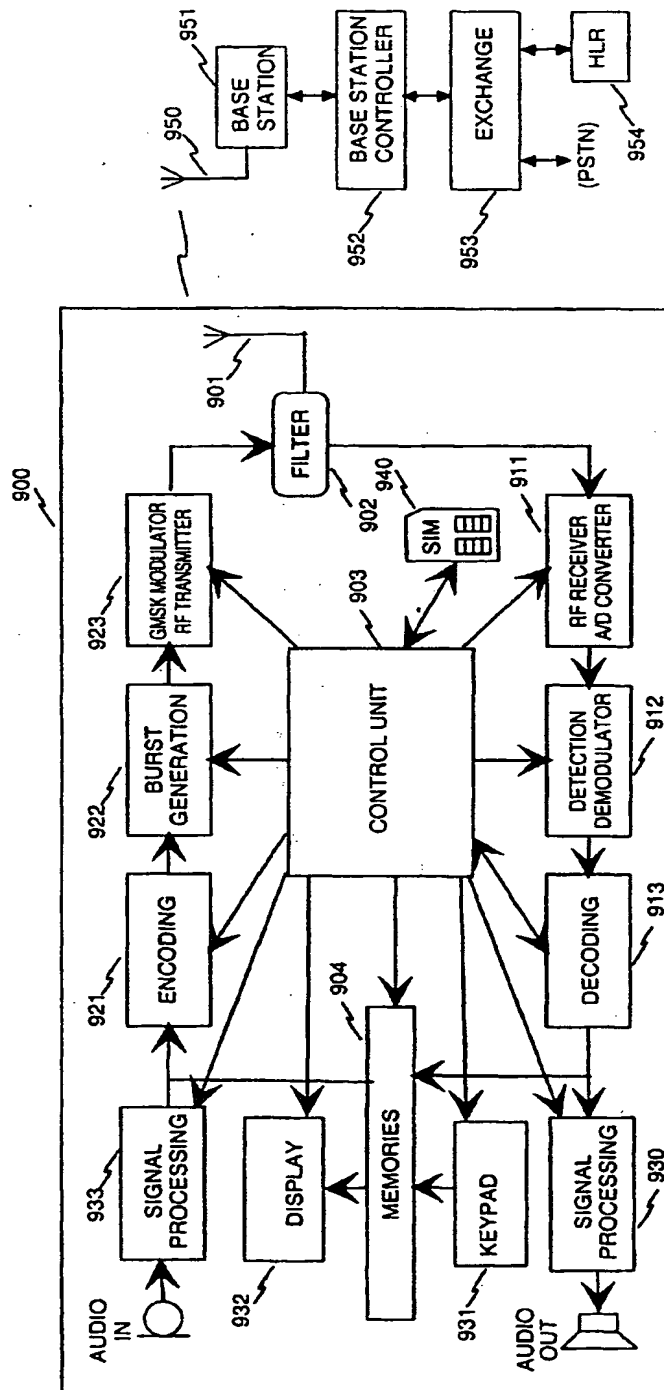 900
AUDIO
IN
933
SIGNAL
PROCESSING
921
ENCODING
922
BURST
GENERATION
923
GMSK MODULATOR
RF TRANSMITTER
901
FILTER
902
932
DISPLAY
904
MEMORIES
903
CONTROL UNIT
940
SIM
931
KEYPAD
AUDIO
OUT
SIGNAL
PROCESSING
930
DECODING
913
DETECTION
DEMODULATOR
912
911
RF RECEIVER
A/D CONVERTER
950
951
BASE
STATION
952
BASE STATION
CONTROLLER
953
EXCHANGE
(PSTN)
HLR
954